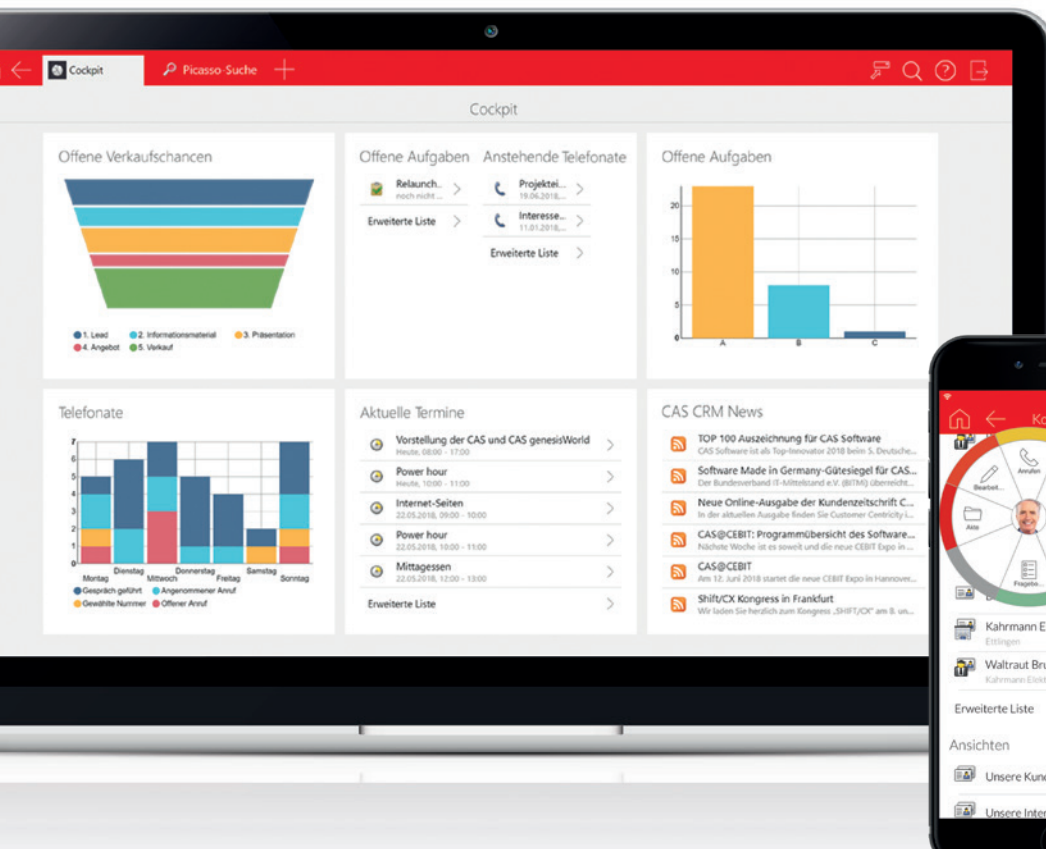 Cockpit
Picasso-Suche
Cockpit
Offene Verkaufschancen
1. Lead
2. Informationsmaterial
3. Präsentation
4. Angebot
5. Verkauf
Offene Aufgaben
Relaunch..
noch nicht ...
Erweiterte Liste
Anstehende Telefonate
Projektei...
19.06.2018,...
Interesse...
11.01.2018,...
Erweiterte Liste
Offene Aufgaben
20
10
5
0
A
B
C
Telefonate
7
6
5
4
3
2
1
0
Montag
Dienstag
Mittwoch
Donnerstag
Freitag
Samstag
Sonntag
Gespräch geführt
Angenommener Anruf
Gewählte Nummer
Offener Anruf
Aktuelle Termine
Vorstellung der CAS und CAS genesisWorld
Heute, 08:00 - 17:00
Power hour
Heute, 10:00 - 11:00
Internet-Seiten
22.05.2018, 09:00 - 10:00
Power hour
22.05.2018, 10:00 - 11:00
Mittagessen
22.05.2018, 12:00 - 13:00
Erweiterte Liste
CAS CRM News
TOP 100 Auszeichnung für CAS Software
CAS Software ist als Top-Innovator 2018 beim 5. Deutsche...
Software Made in Germany-Gütesiegel für CAS...
Der Bundesverband IT-Mittelstand e.V. (BITMi) überreicht...
Neue Online-Ausgabe der Kundenzeitschrift C...
In der aktuellen Ausgabe finden Sie Customer Centricity i...
CAS@CEBIT: Programmübersicht des Software...
Nächste Woche ist es soweit und die neue CEBIT Expo in ...
CAS@CEBIT
Am 12. Juni 2018 startet die neue CEBIT Expo in Hannover...
Shift/CX Kongress in Frankfurt
Wir laden Sie herzlich zum Kongress „SHIFT/CX" am 8. un...
Ko
Anrufen
Bearbeit...
Akte
Fragebo...
Kahrmann E
Ettlingen
Waltraut Bru
Kahrmann Elekt
Erweiterte Liste
Ansichten
Unsere Kund
Unsere Inter